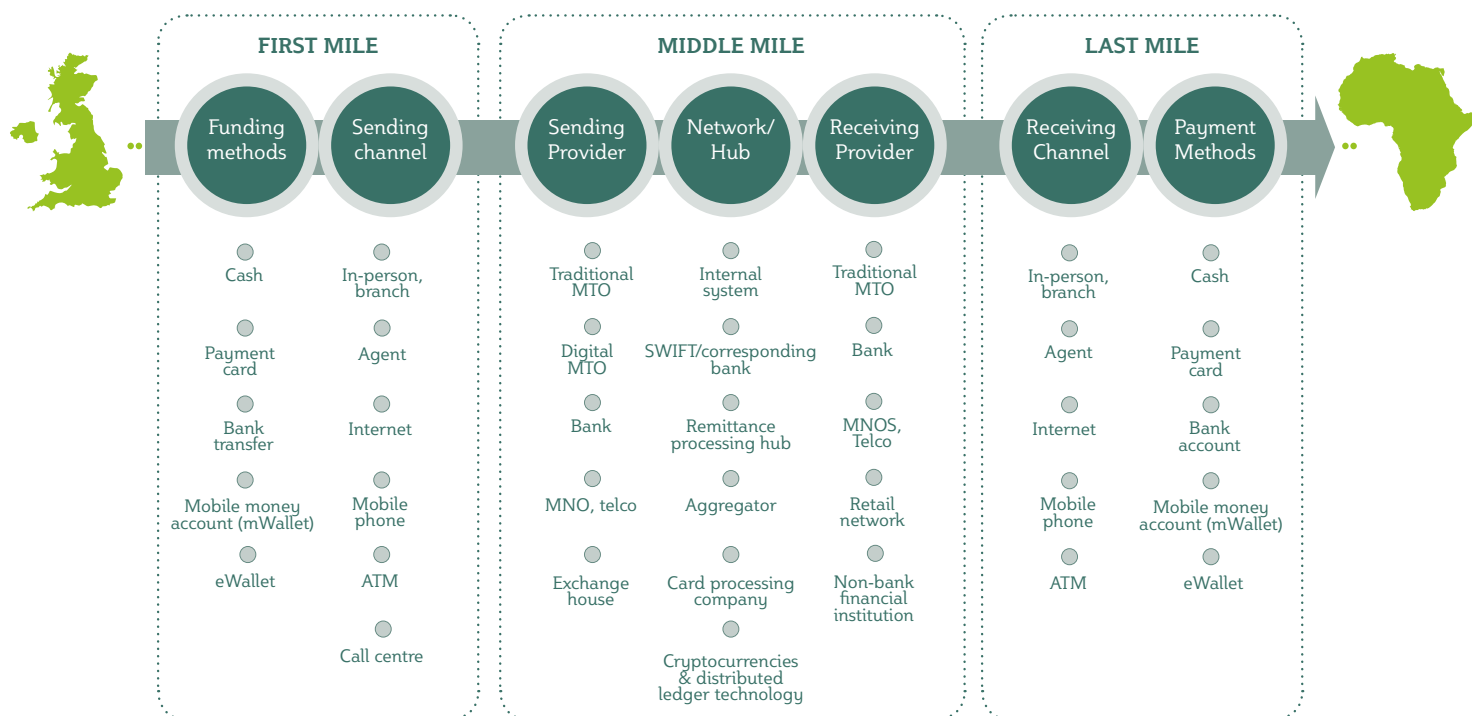 FIRST MILE
MIDDLE MILE
LAST MILE
Funding
methods
Sending
channel
Sending
Provider
Network/
Hub
Receiving
Provider
Receiving
Channel
Payment
Methods
Cash
Payment
card
Bank
transfer
Mobile money
account (mWallet)
eWallet
In-person,
branch
Agent
Internet
Mobile
phone
ATM
Call centre
Traditional
MTO
Digital
MTO
Bank
MNO, telco
Exchange
house
Internal
system
SWIFT/corresponding
bank
Remittance
processing hub
Aggregator
Card processing
company
Cryptocurrencies
& distributed
ledger technology
Traditional
MTO
Bank
MNOS,
Telco
Retail
network
Non-bank
financial
institution
In-person,
branch
Agent
Internet
Mobile
phone
ATM
Cash
Payment
card
Bank
account
Mobile money
account (mWallet)
eWallet